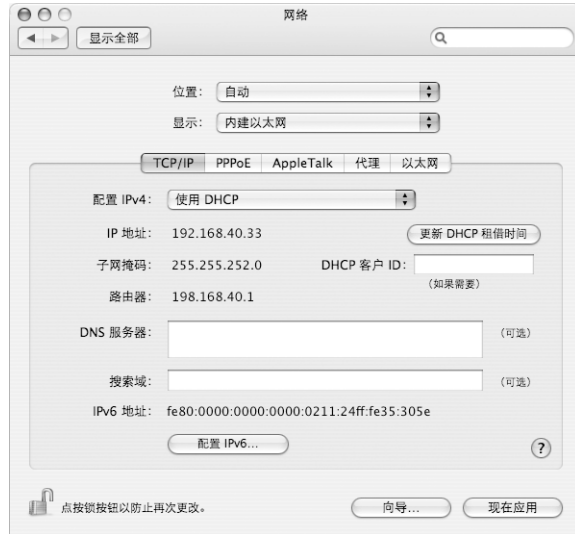 网络
显示全部
位置： 自动
显示： 内建以太网
TCP/IP PPPoE AppleTalk 代理 以太网
配置 IPv4： 使用 DHCP
IP 地址： 192.168.40.33 更新 DHCP 租借时间
子网掩码： 255.255.252.0 DHCP 客户 ID：
(如果需要)
路由器： 198.168.40.1
DNS 服务器： (可选)
搜索域： (可选)
IPv6 地址： fe80:0000:0000:0000:0211:24ff:fe35:305e
配置 IPv6... ?
点按锁按钮以防止再次更改。 向导... 现在应用